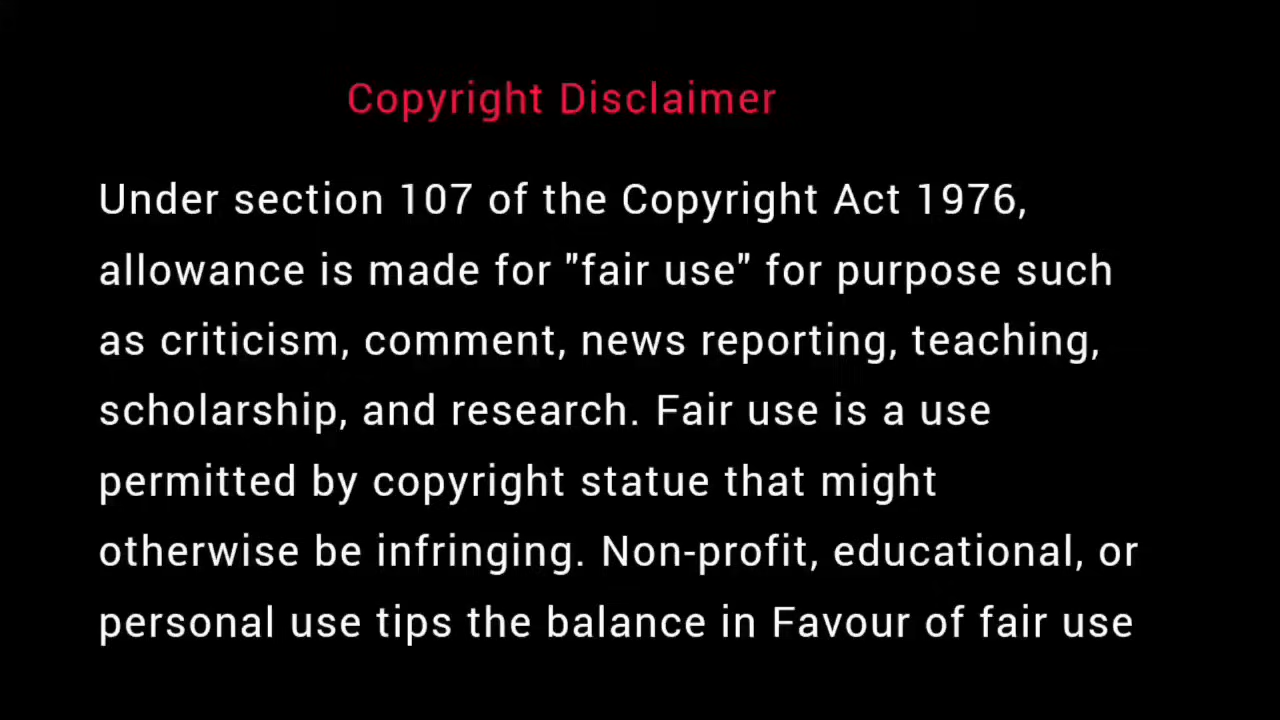 Copyright Disclaimer
Under section 107 of the Copyright Act 1976,
allowance is made for "fair use" for purpose such
as criticism, comment, news reporting, teaching,
scholarship, and research. Fair use is a use
permitted by copyright statue that might
otherwise be infringing. Non-profit, educational, or
personal use tips the balance in Favour of fair use